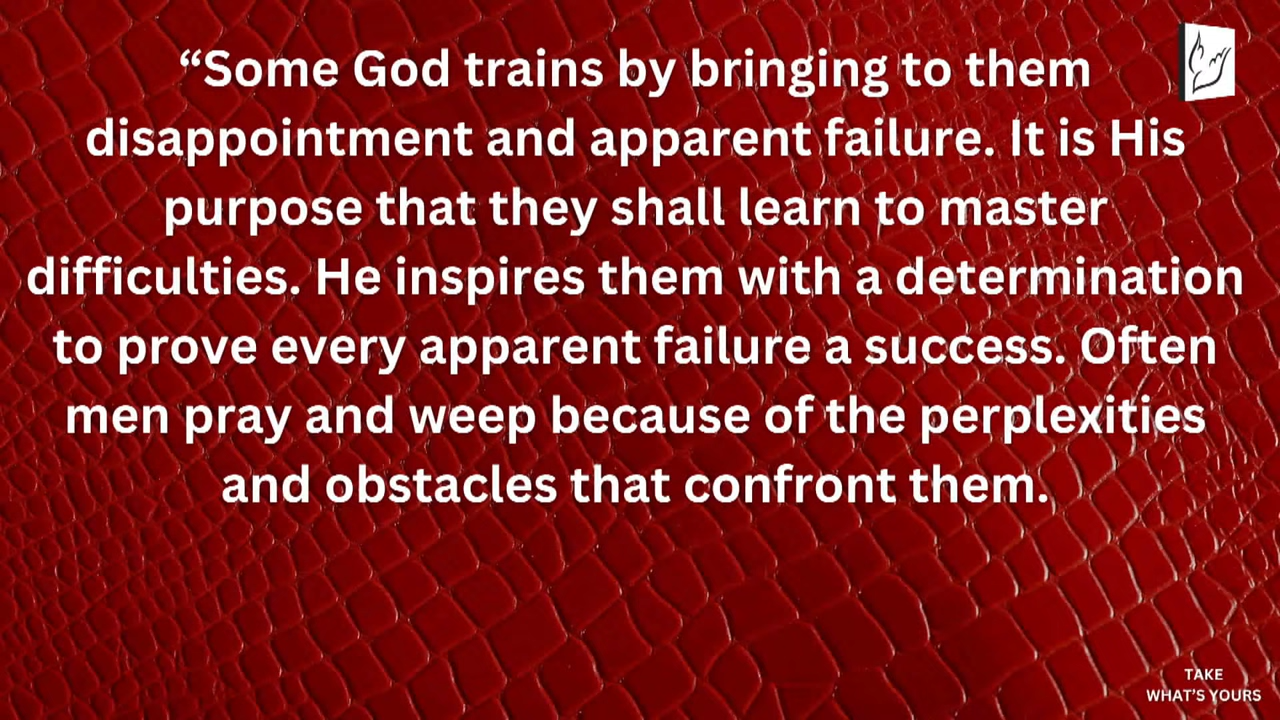 “Some God trains by bringing to them
disappointment and apparent failure. It is His
purpose that they shall learn to master
difficulties. He inspires them with a determination
to prove every apparent failure a success. Often
men pray and weep because of the perplexities
and obstacles that confront them.
TAKE
WHAT’S YOURS